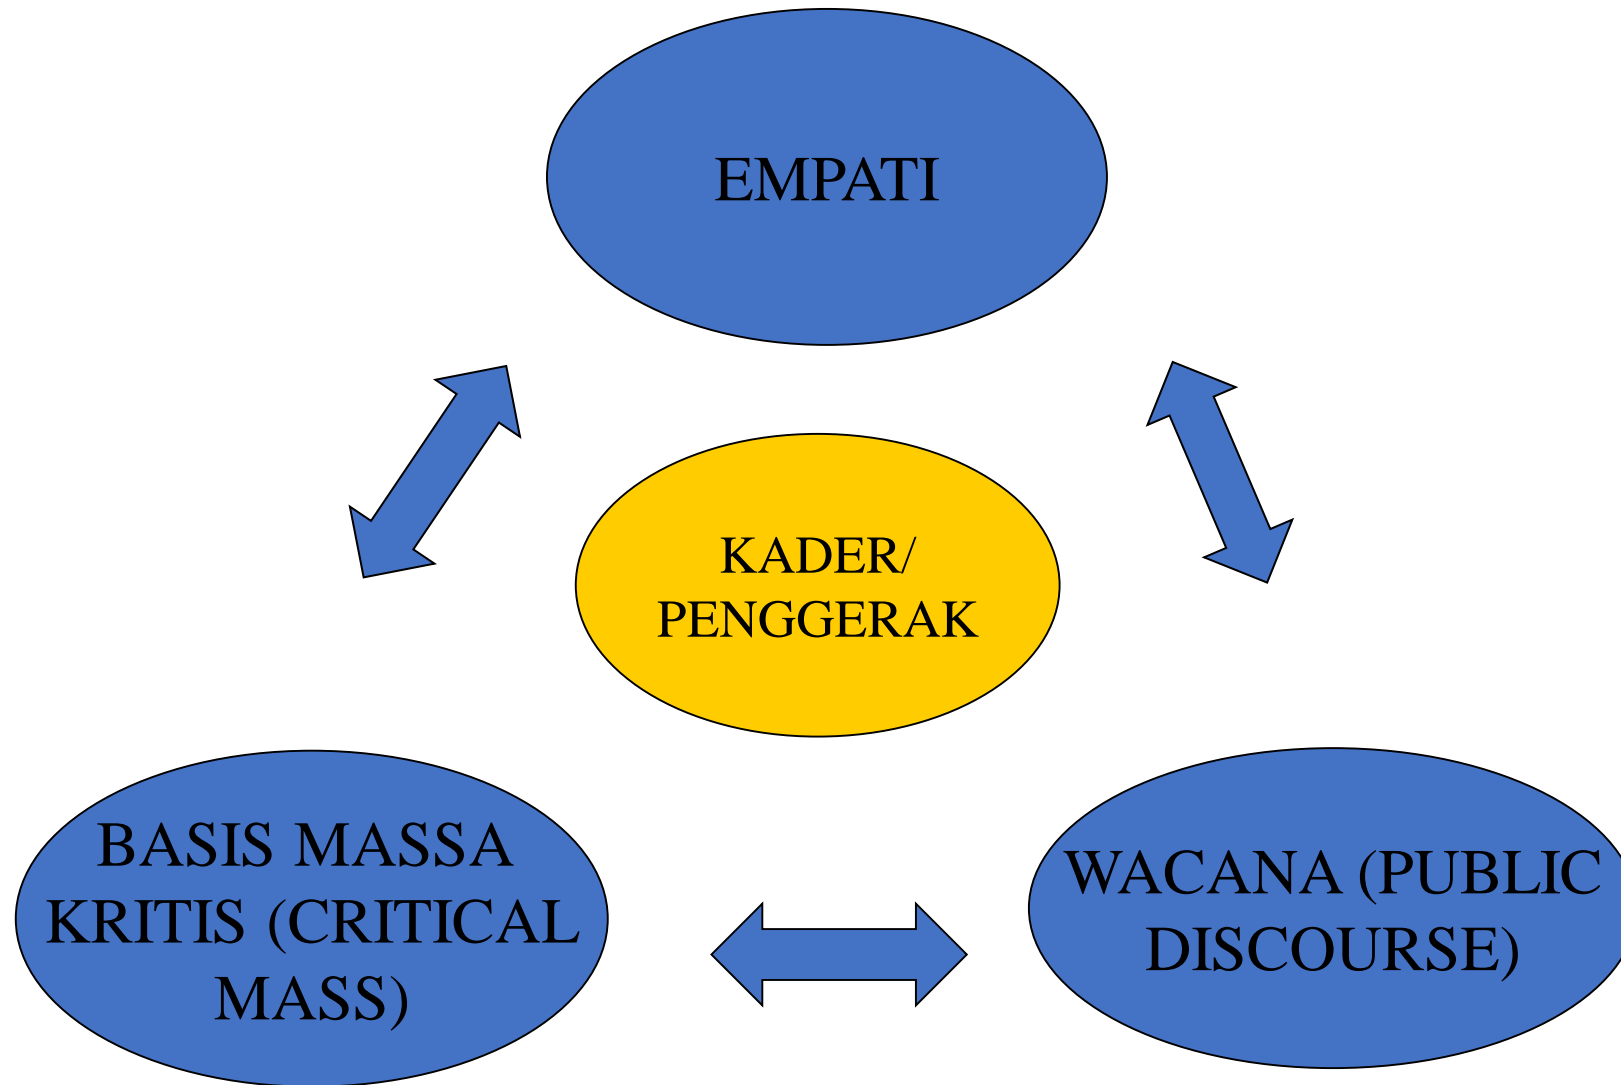 EMPATI
KADER/
PENGGERAK
BASIS MASSA
KRITIS (CRITICAL
MASS)
WACANA (PUBLIC
DISCOURSE)